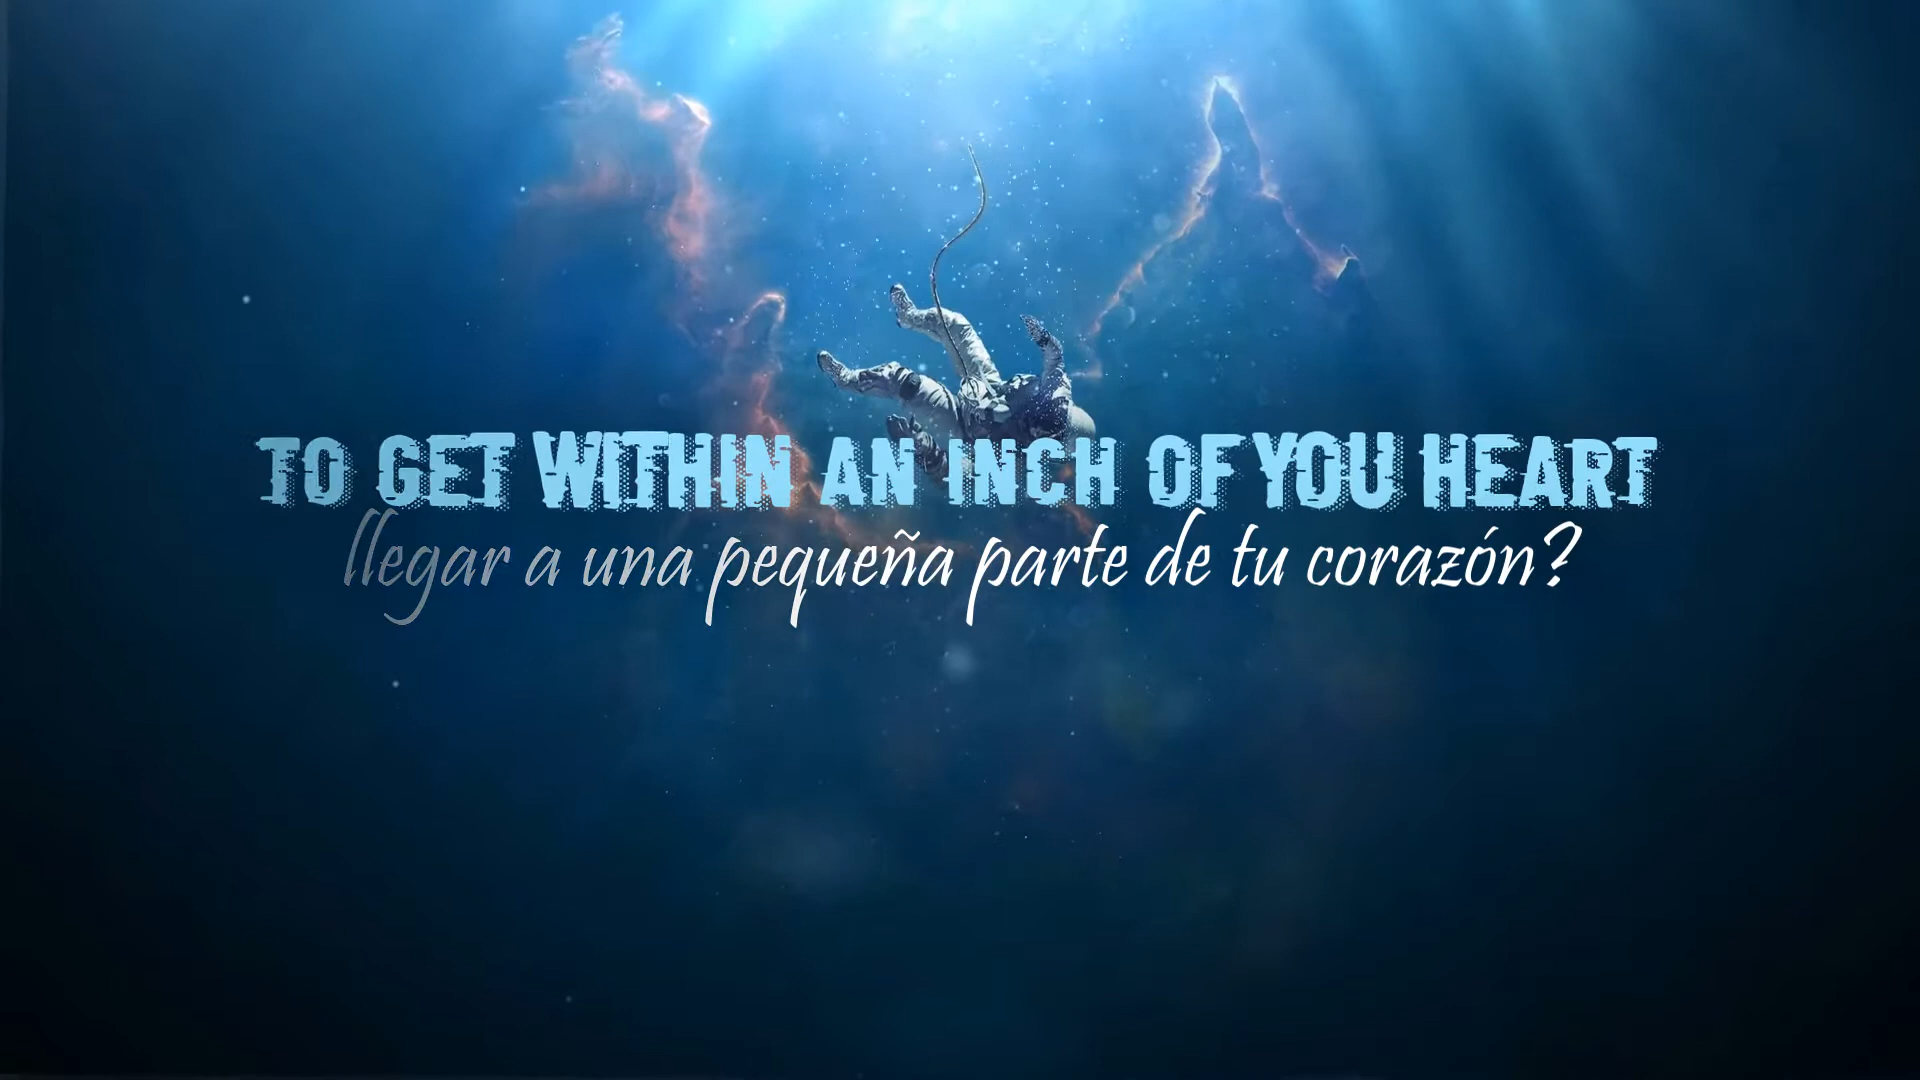 TO GET WITHIN AN INCH OF YOU HEART
llegar a una pequeña parte de tu corazón?